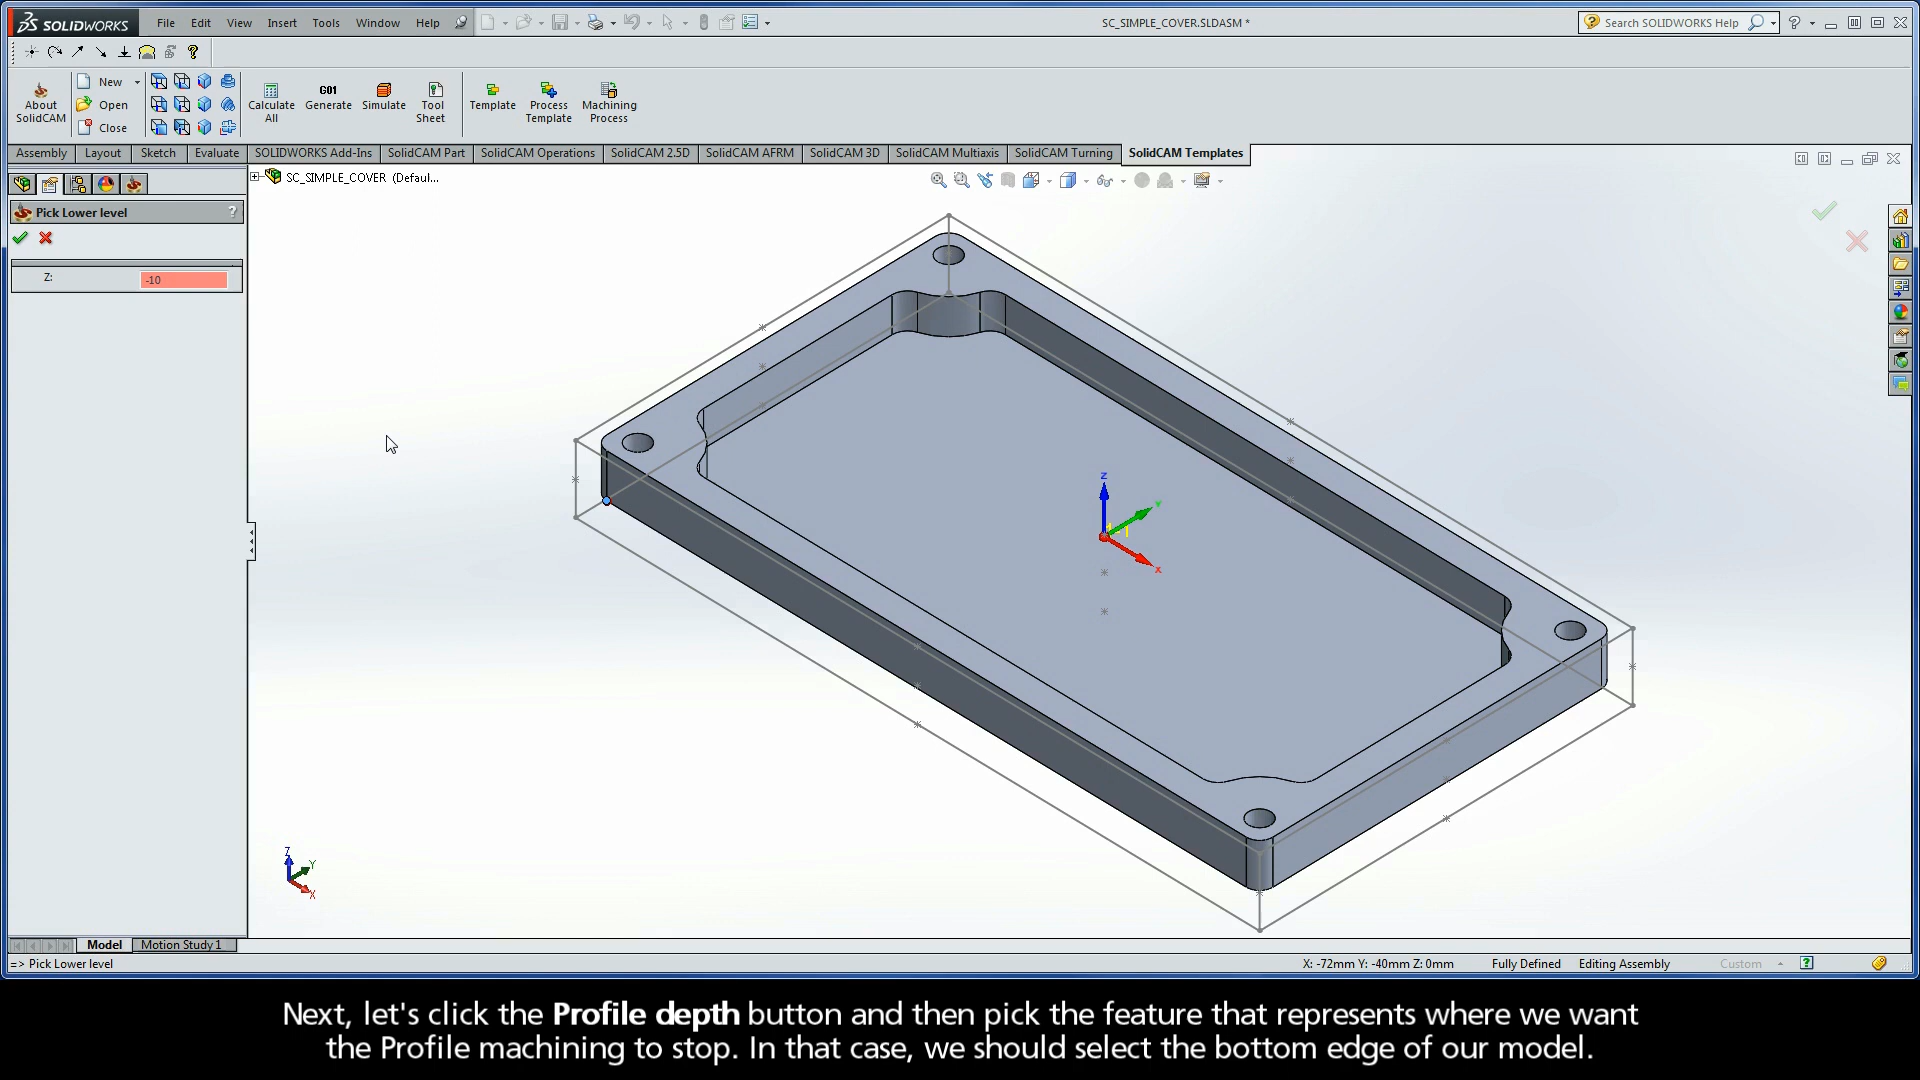 SOLIDWORKS File Edit View Insert Tools Window Help SC_SIMPLE_COVER.SLDASM * Search SOLIDWORKS Help
About SolidCAM
New
Open
Close
Calculate All
G01 Generate
Simulate
Tool Sheet
Template
Process Template
Machining Process
Assembly Layout Sketch Evaluate SOLIDWORKS Add-Ins SolidCAM Part SolidCAM Operations SolidCAM 2.5D SolidCAM AFRM SolidCAM 3D SolidCAM Multiaxis SolidCAM Turning SolidCAM Templates
SC_SIMPLE_COVER (Defaul...
Pick Lower level ?
Z: -10
Z
Y
X
Z
Y
X
Model Motion Study 1
=> Pick Lower level X: -72mm Y: -40mm Z: 0mm Fully Defined Editing Assembly Custom
Next, let's click the Profile depth button and then pick the feature that represents where we want
the Profile machining to stop. In that case, we should select the bottom edge of our model.